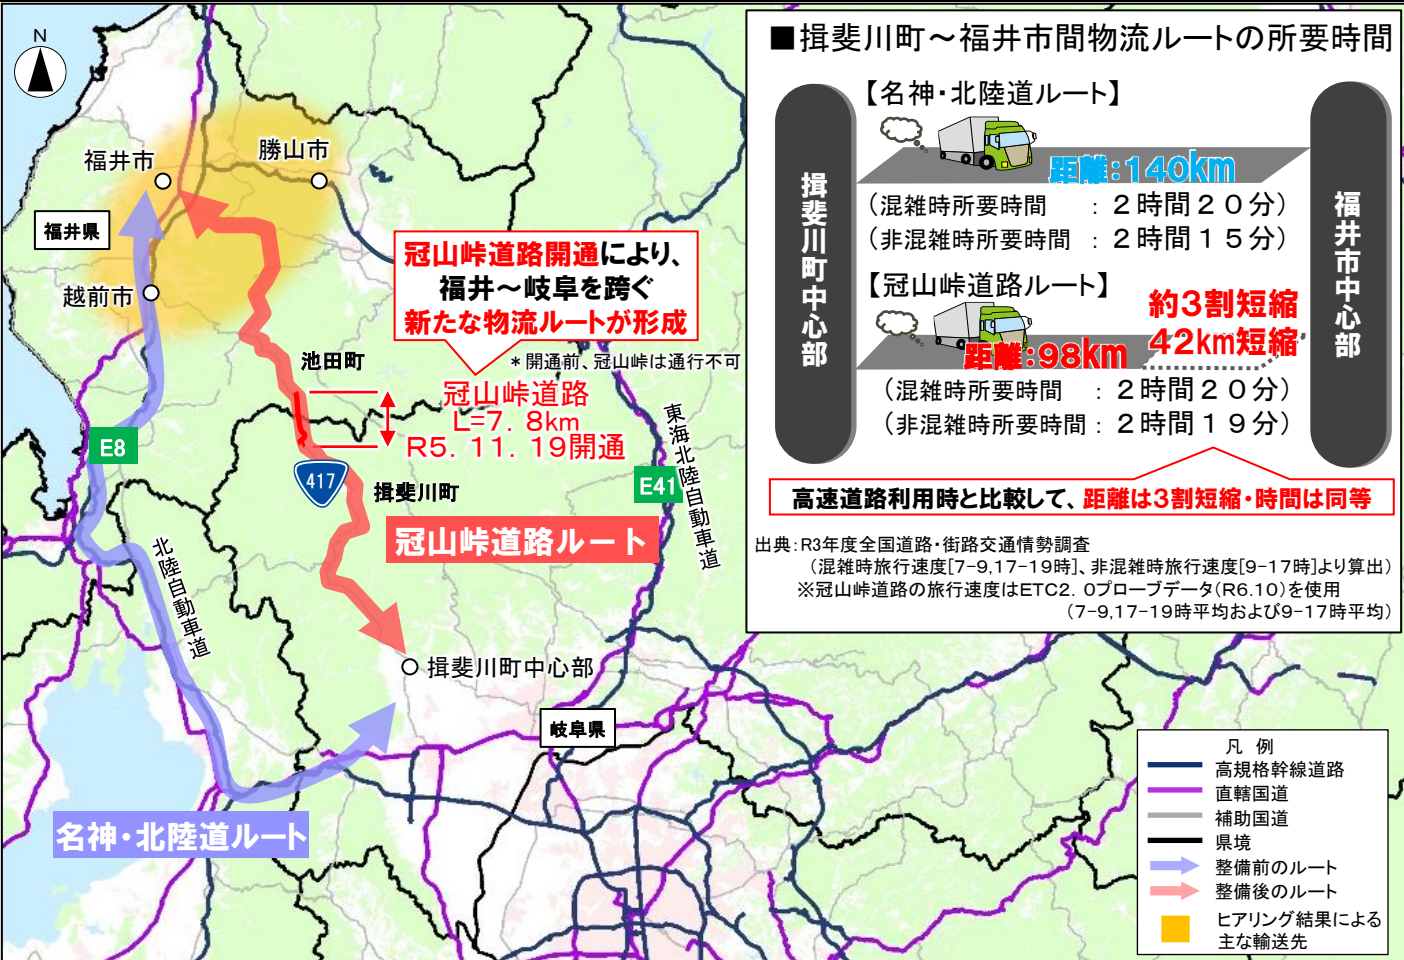 N
福井市
勝山市
福井県
越前市
冠山峠道路開通により、
福井～岐阜を跨ぐ
新たな物流ルートが形成
＊開通前、冠山峠は通行不可
池田町
冠山峠道路
L=7．8km
R5．11．19開通
E8
417
揖斐川町
E41
東海北陸自動車道
冠山峠道路ルート
北陸自動車道
揖斐川町中心部
岐阜県
名神・北陸道ルート
■揖斐川町～福井市間物流ルートの所要時間
揖斐川町中心部
福井市中心部
【名神・北陸道ルート】
距離：140km
（混雑時所要時間　：２時間２０分）
（非混雑時所要時間：２時間１５分）
【冠山峠道路ルート】
約3割短縮
42km短縮
距離：98km
（混雑時所要時間　：２時間２０分）
（非混雑時所要時間：２時間１９分）
高速道路利用時と比較して、距離は3割短縮・時間は同等
出典：R3年度全国道路・街路交通情勢調査
（混雑時旅行速度[7-9,17-19時]、非混雑時旅行速度[9-17時]より算出）
※冠山峠道路の旅行速度はETC2．0プローブデータ（R6.10）を使用
（7-9,17-19時平均および9-17時平均）
凡 例
高規格幹線道路
直轄国道
補助国道
県境
整備前のルート
整備後のルート
ヒアリング結果による
主な輸送先